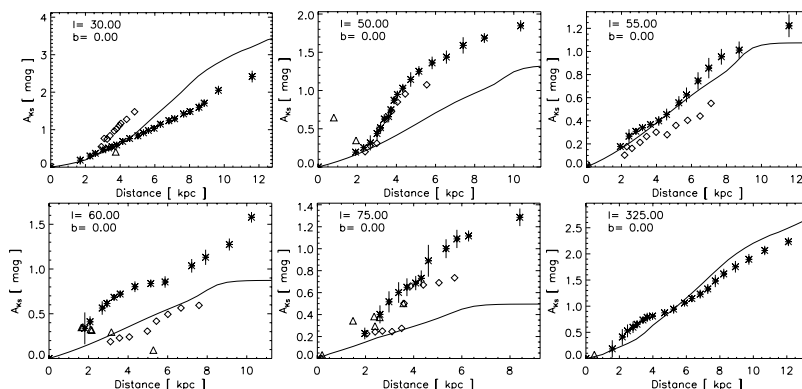 l= 30.00
b= 0.00
A_Ks [ mag ]
4
3
2
1
0
0 2 4 6 8 10 12
Distance [ kpc ]
l= 50.00
b= 0.00
A_Ks [ mag ]
2.0
1.5
1.0
0.5
0.0
0 2 4 6 8 10
Distance [ kpc ]
l= 55.00
b= 0.00
A_Ks [ mag ]
1.2
1.0
0.8
0.6
0.4
0.2
0.0
0 2 4 6 8 10 12
Distance [ kpc ]
l= 60.00
b= 0.00
A_Ks [ mag ]
1.5
1.0
0.5
0.0
0 2 4 6 8 10
Distance [ kpc ]
l= 75.00
b= 0.00
A_Ks [ mag ]
1.4
1.2
1.0
0.8
0.6
0.4
0.2
0.0
0 2 4 6 8
Distance [ kpc ]
l= 325.00
b= 0.00
A_Ks [ mag ]
2.5
2.0
1.5
1.0
0.5
0.0
0 2 4 6 8 10 12
Distance [ kpc ]